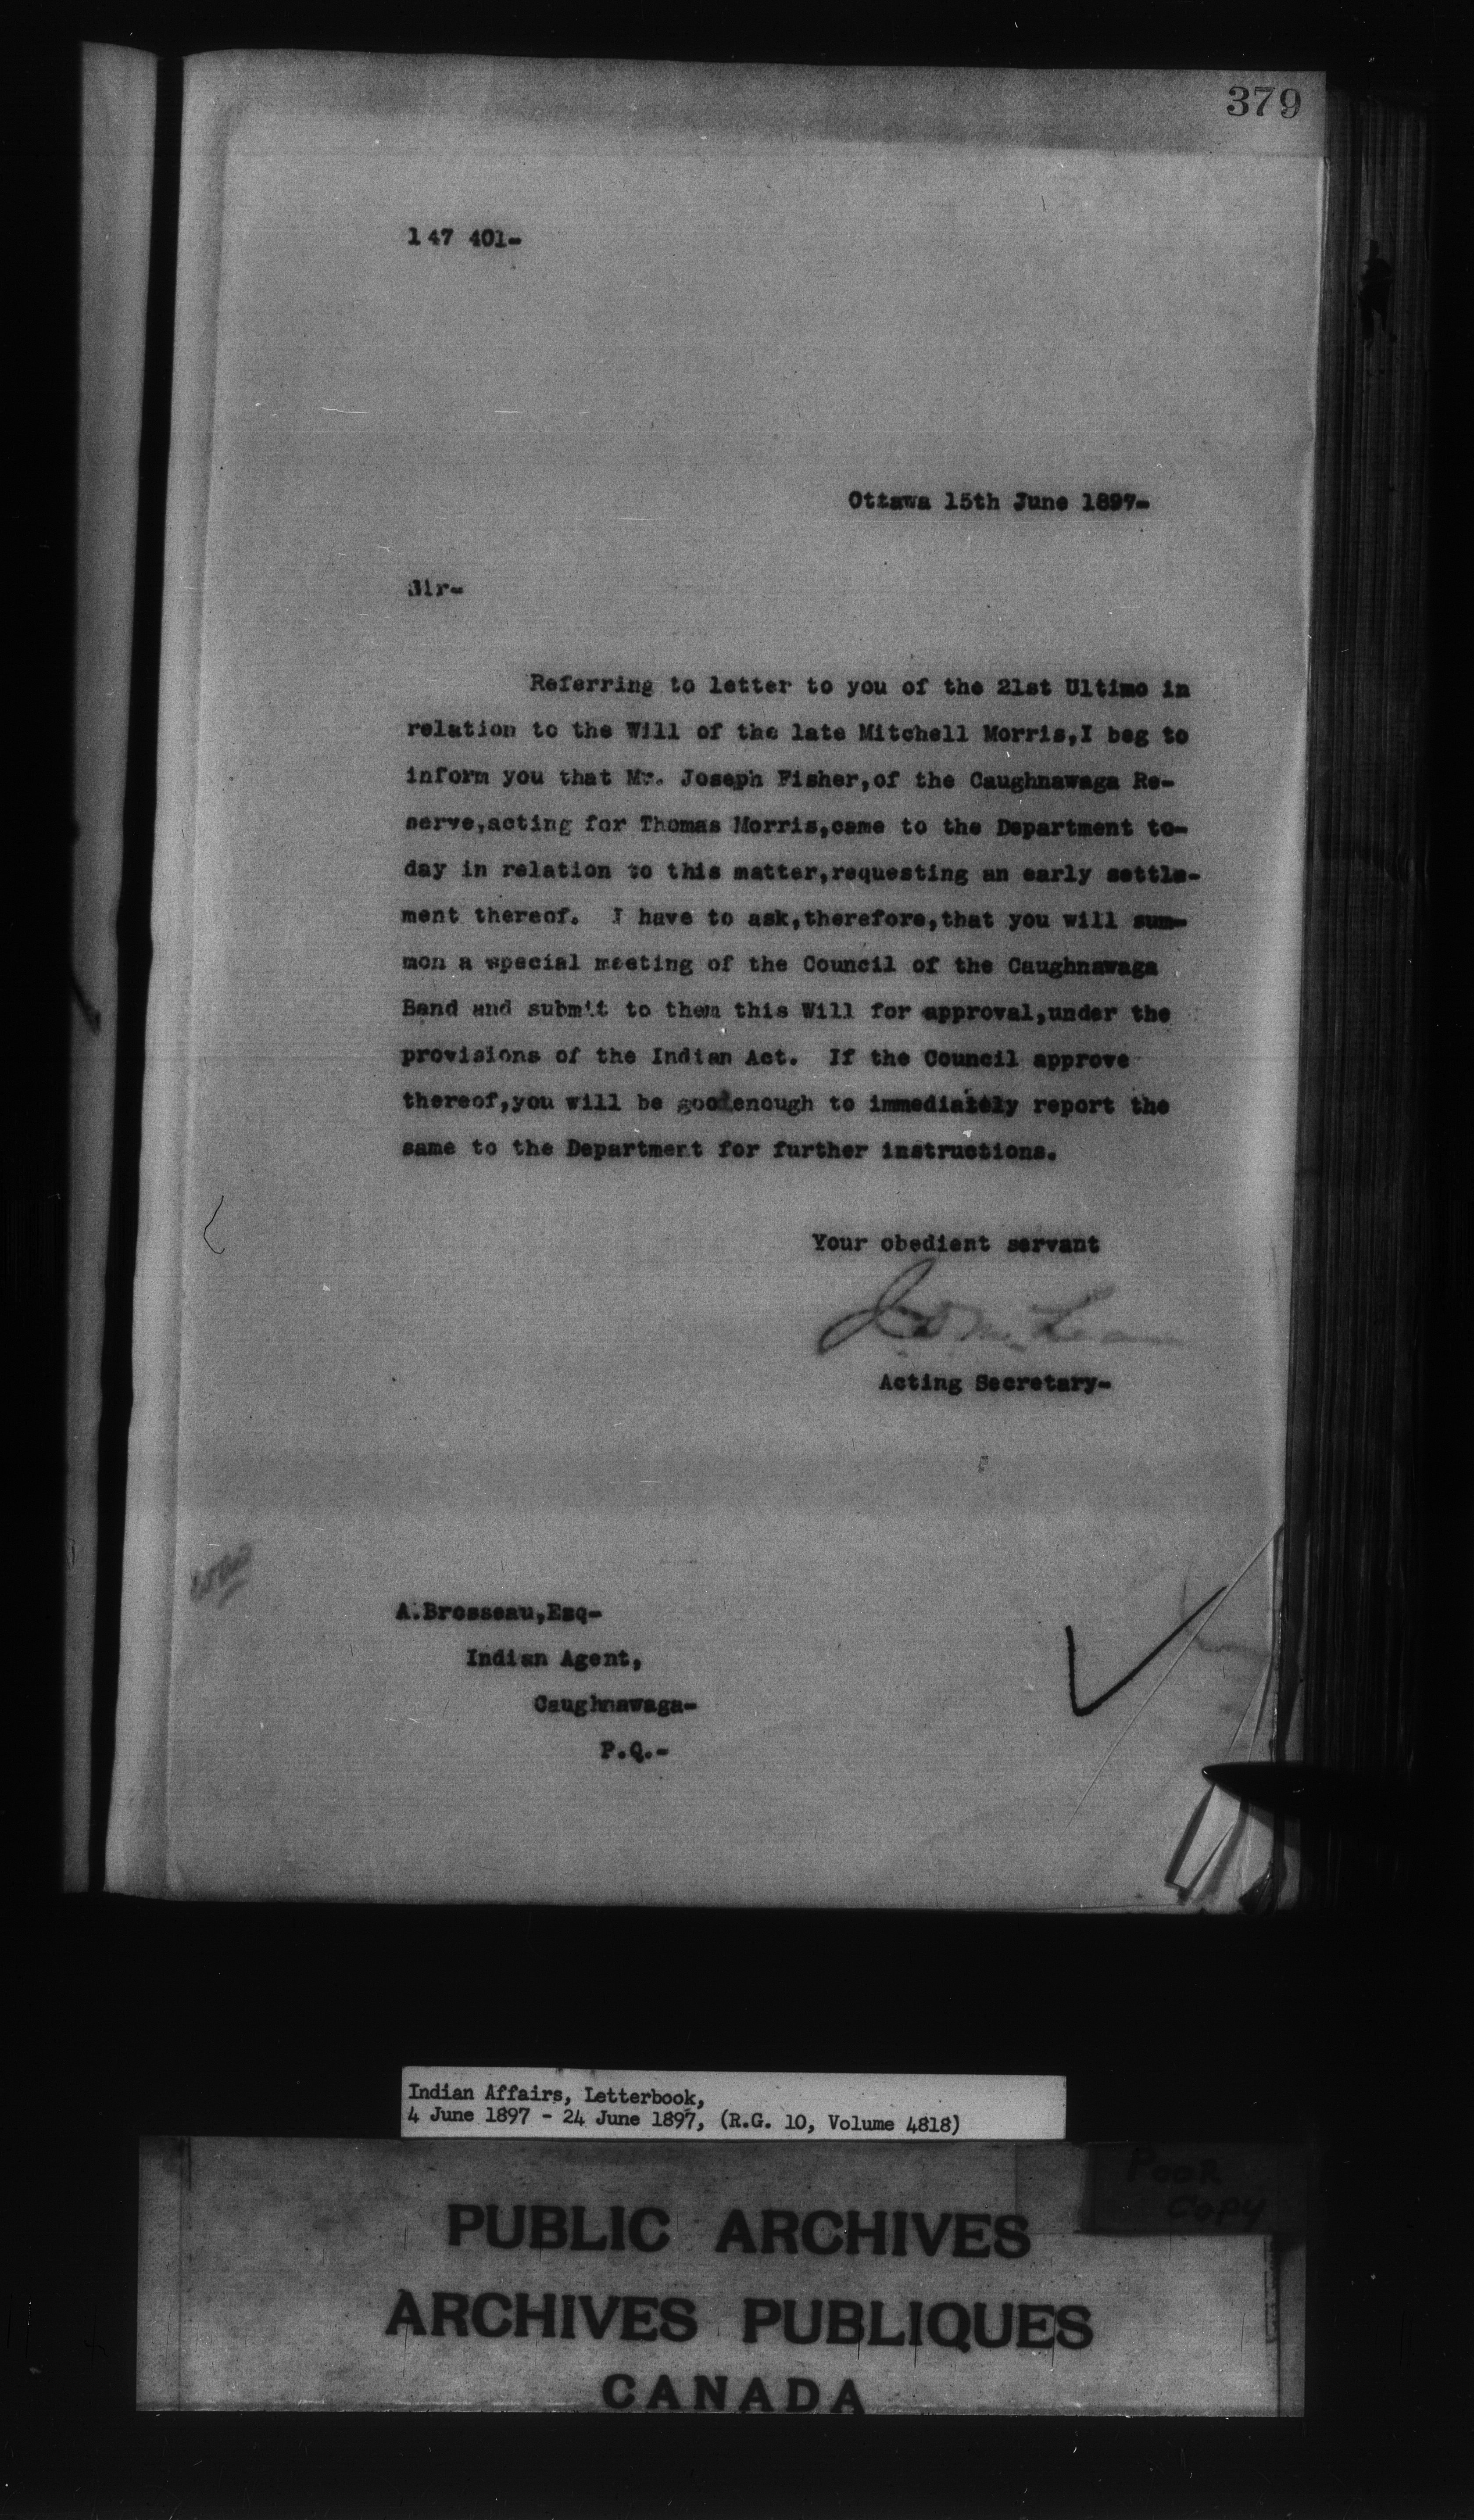 379
147 401-
Ottawa 15th June 1897-
Sir-
Referring to letter to you of the 21st Ultimo in
relation to the Will of the late Mitchell Morris,I beg to
inform you that Mr. Joseph Fisher,of the Caughnawaga Re-
serve,acting for Thomas Morris,came to the Department to-
day in relation to this matter,requesting an early settle-
ment thereof. I have to ask,therefore,that you will sum-
mon a special meeting of the Council of the Caughnawaga
Band and submit to them this Will for approval,under the
provisions of the Indian Act. If the Council approve
thereof,you will be good enough to immediately report the
same to the Department for further instructions.
Your obedient servant
J D McLean
Acting Secretary-
A.Brosseau,Esq-
Indian Agent,
Caughnawaga-
P.Q.-
Indian Affairs, Letterbook,
4 June 1897 - 24 June 1897, (R.G. 10, Volume 4818)
POOR
COPY
PUBLIC ARCHIVES
ARCHIVES PUBLIQUES
CANADA